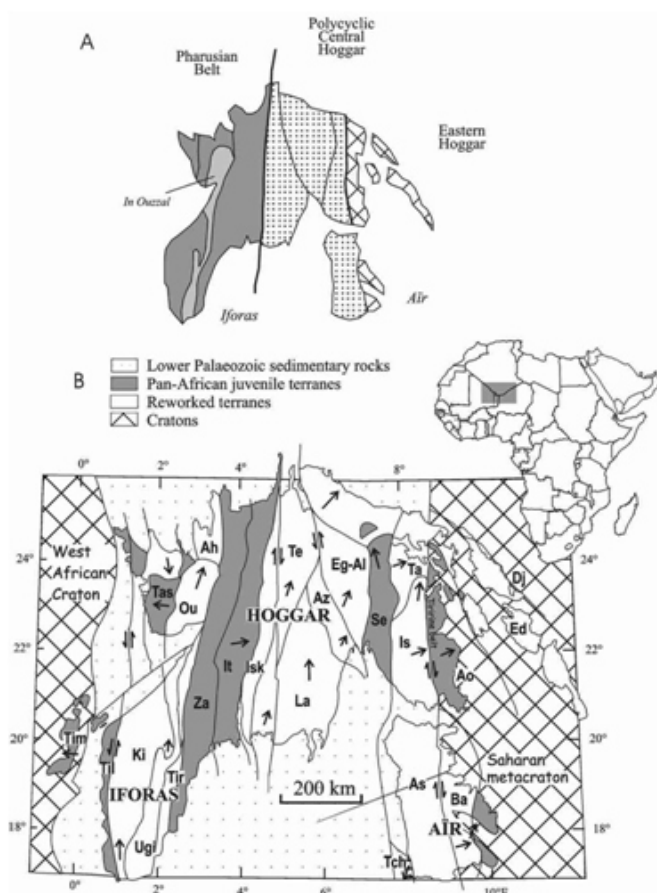 A
Polycyclic
Central
Hoggar
Pharusian
Belt
Eastern
Hoggar
In Ouzzal
Iforas
Aïr
Lower Palaeozoic sedimentary rocks
Pan-African juvenile terranes
Reworked terranes
Cratons
B
0° 2° 4° 6° 8°
24°
22°
20°
18°
West
African
Craton
Ah
Tas
Ou
Te
Eg-Al
Ta
Dj
HOGGAR
Az
Se
Ed
It
Isk
Is
Ao
Za
La
Tim
Til
Ki
Tir
200 km
Saharan
metacraton
IFORAS
As
Ba
AÏR
Ugi
Tch
24°
22°
20°
18°
0° 2° 4° 6° 10°E